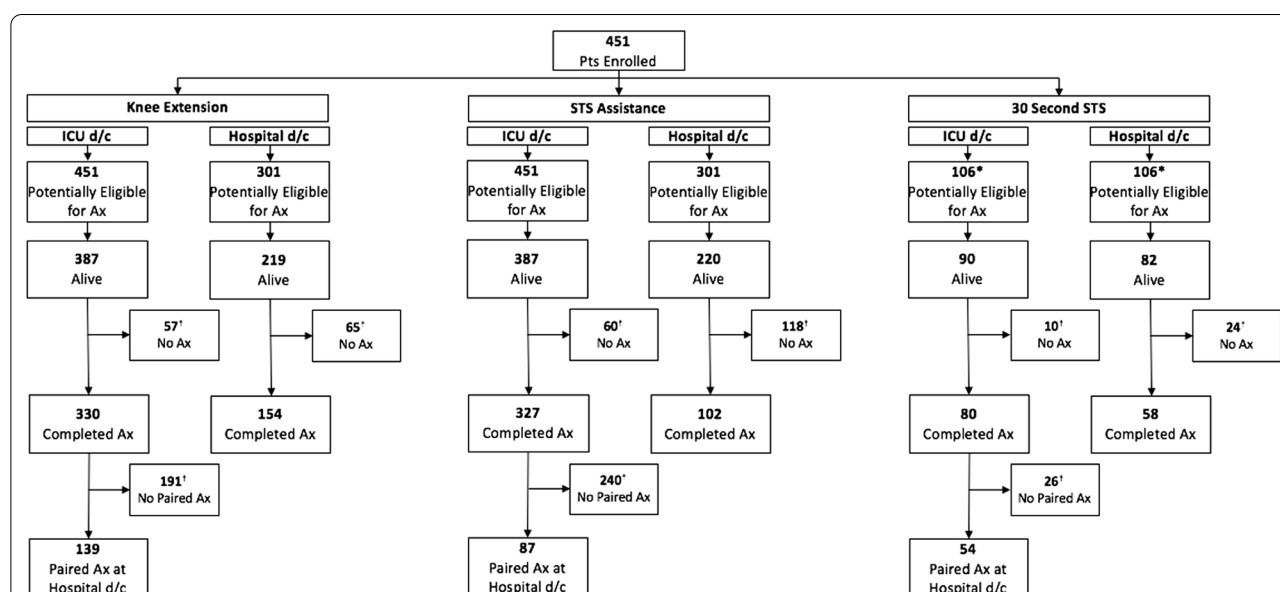 451
Pts Enrolled
Knee Extension
ICU d/c
451
Potentially Eligible
for Ax
387
Alive
57†
No Ax
330
Completed Ax
191†
No Paired Ax
139
Paired Ax at
Hospital d/c
Hospital d/c
301
Potentially Eligible
for Ax
219
Alive
65*
No Ax
154
Completed Ax
STS Assistance
ICU d/c
451
Potentially Eligible
for Ax
387
Alive
60†
No Ax
327
Completed Ax
240*
No Paired Ax
87
Paired Ax at
Hospital d/c
Hospital d/c
301
Potentially Eligible
for Ax
220
Alive
118†
No Ax
102
Completed Ax
30 Second STS
ICU d/c
106*
Potentially Eligible
for Ax
90
Alive
10†
No Ax
80
Completed Ax
26†
No Paired Ax
54
Paired Ax at
Hospital d/c
Hospital d/c
106*
Potentially Eligible
for Ax
82
Alive
24*
No Ax
58
Completed Ax